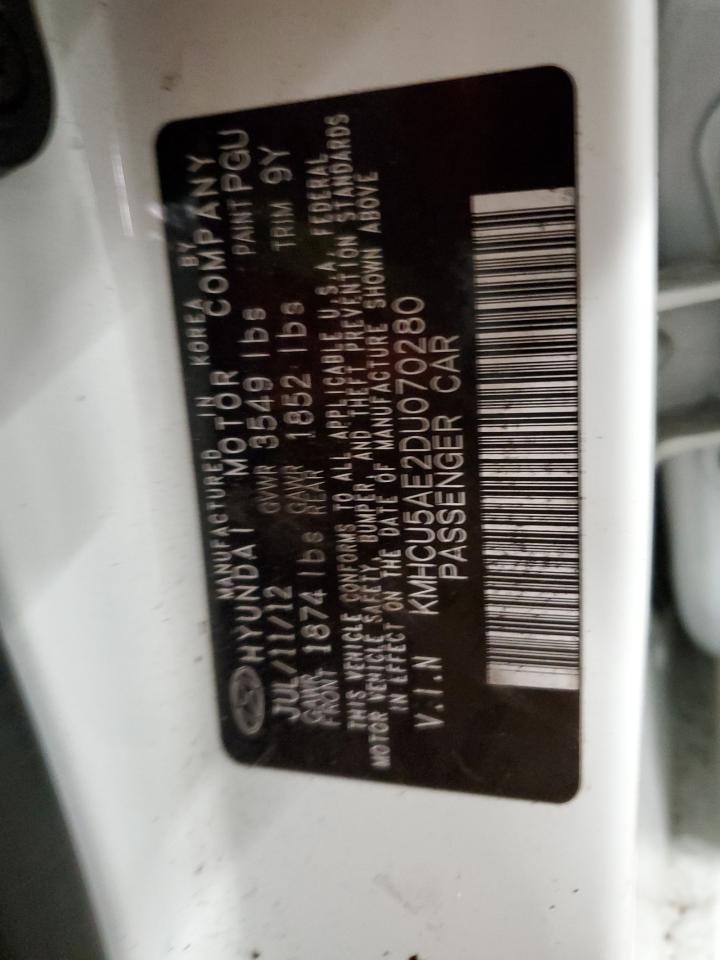 MANUFACTURED IN KOREA BY
HYUNDAI MOTOR COMPANY
JUL/11/12 GVWR 3549 lbs PAINT PGU
GAWR FRONT 1874 lbs GAWR REAR 1852 lbs TRIM 9Y
THIS VEHICLE CONFORMS TO ALL APPLICABLE U.S.A. FEDERAL
MOTOR VEHICLE SAFETY, BUMPER, AND THEFT PREVENTION STANDARDS
IN EFFECT ON THE DATE OF MANUFACTURE SHOWN ABOVE
V.I.N KMHCU5AE2DU070280
PASSENGER CAR